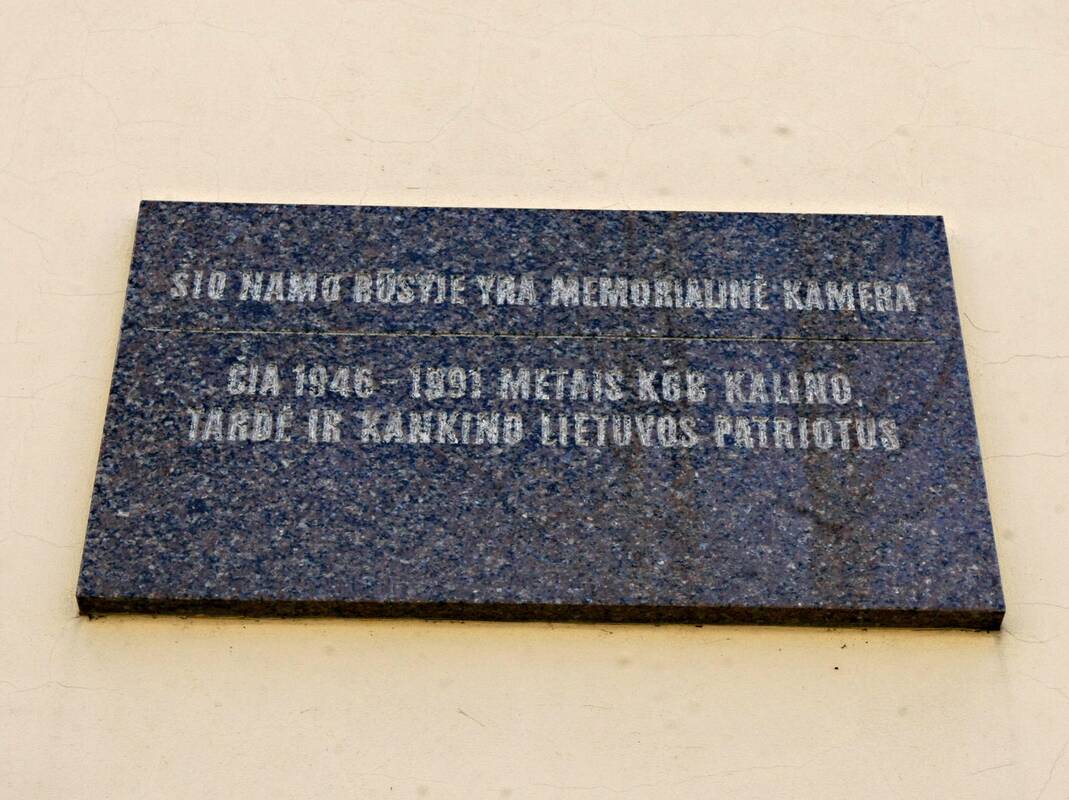 ŠIO NAMO RŪSYJE YRA MEMORIALINĖ KAMERA
ČIA 1946 - 1991 METAIS KGB KALINO,
TARDĖ IR KANKINO LIETUVOS PATRIOTUS